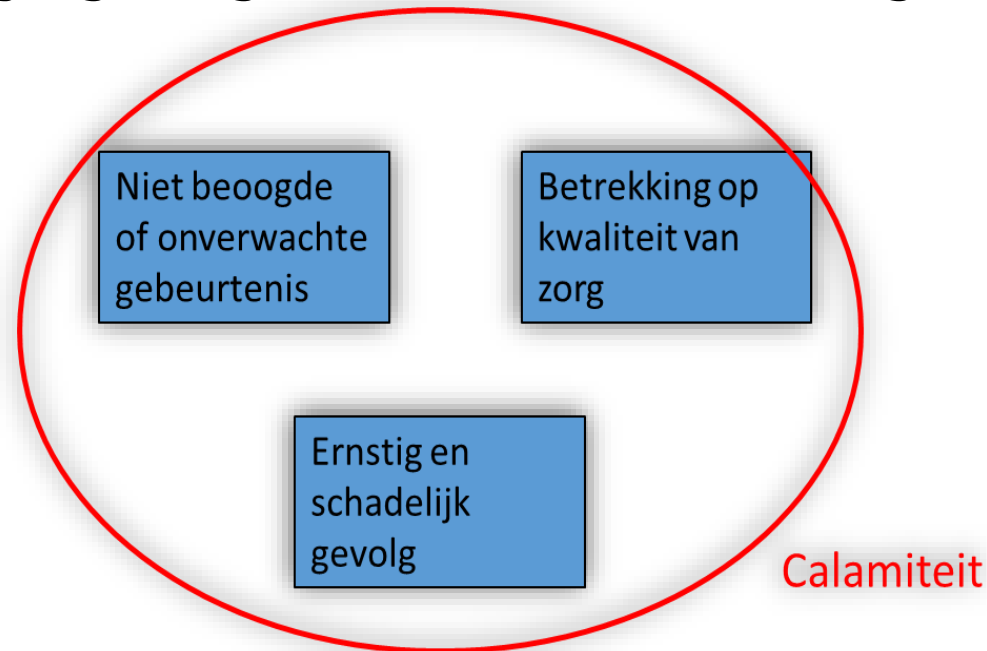 Niet beoogde
of onverwachte
gebeurtenis
Betrekking op
kwaliteit van
zorg
Ernstig en
schadelijk
gevolg
Calamiteit